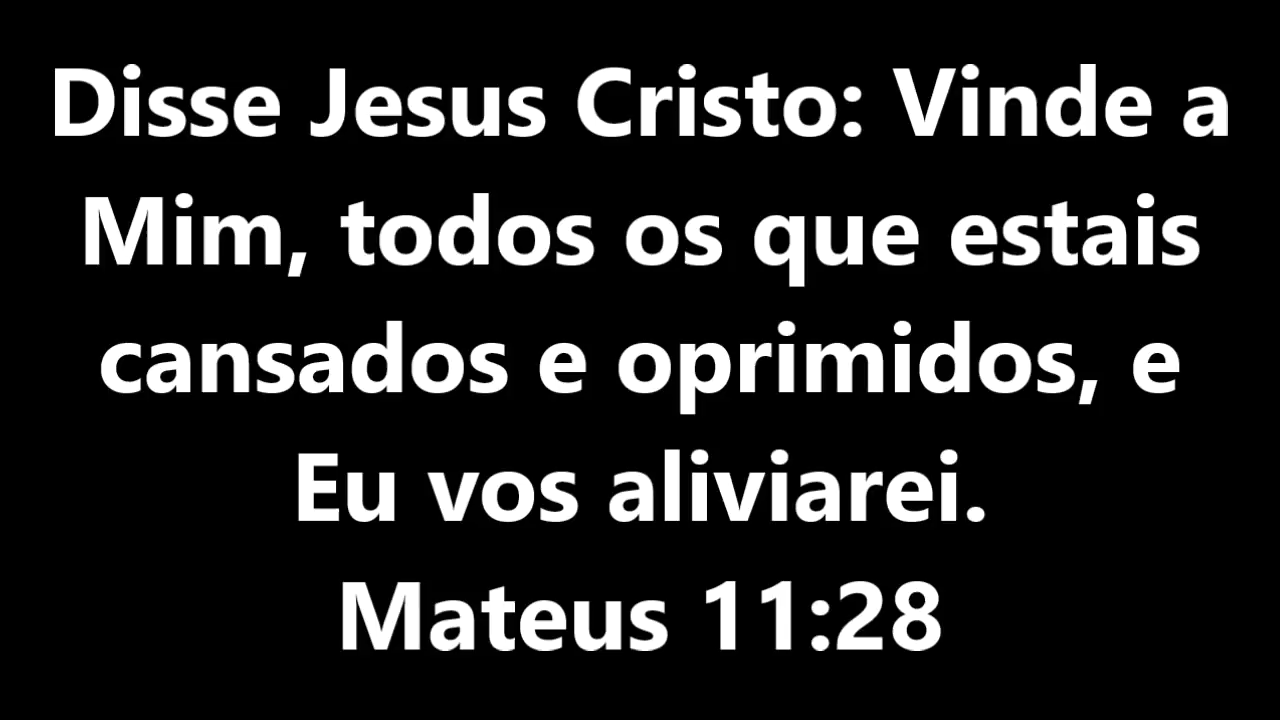 Disse Jesus Cristo: Vinde a
Mim, todos os que estais
cansados e oprimidos, e
Eu vos aliviarei.
Mateus 11:28